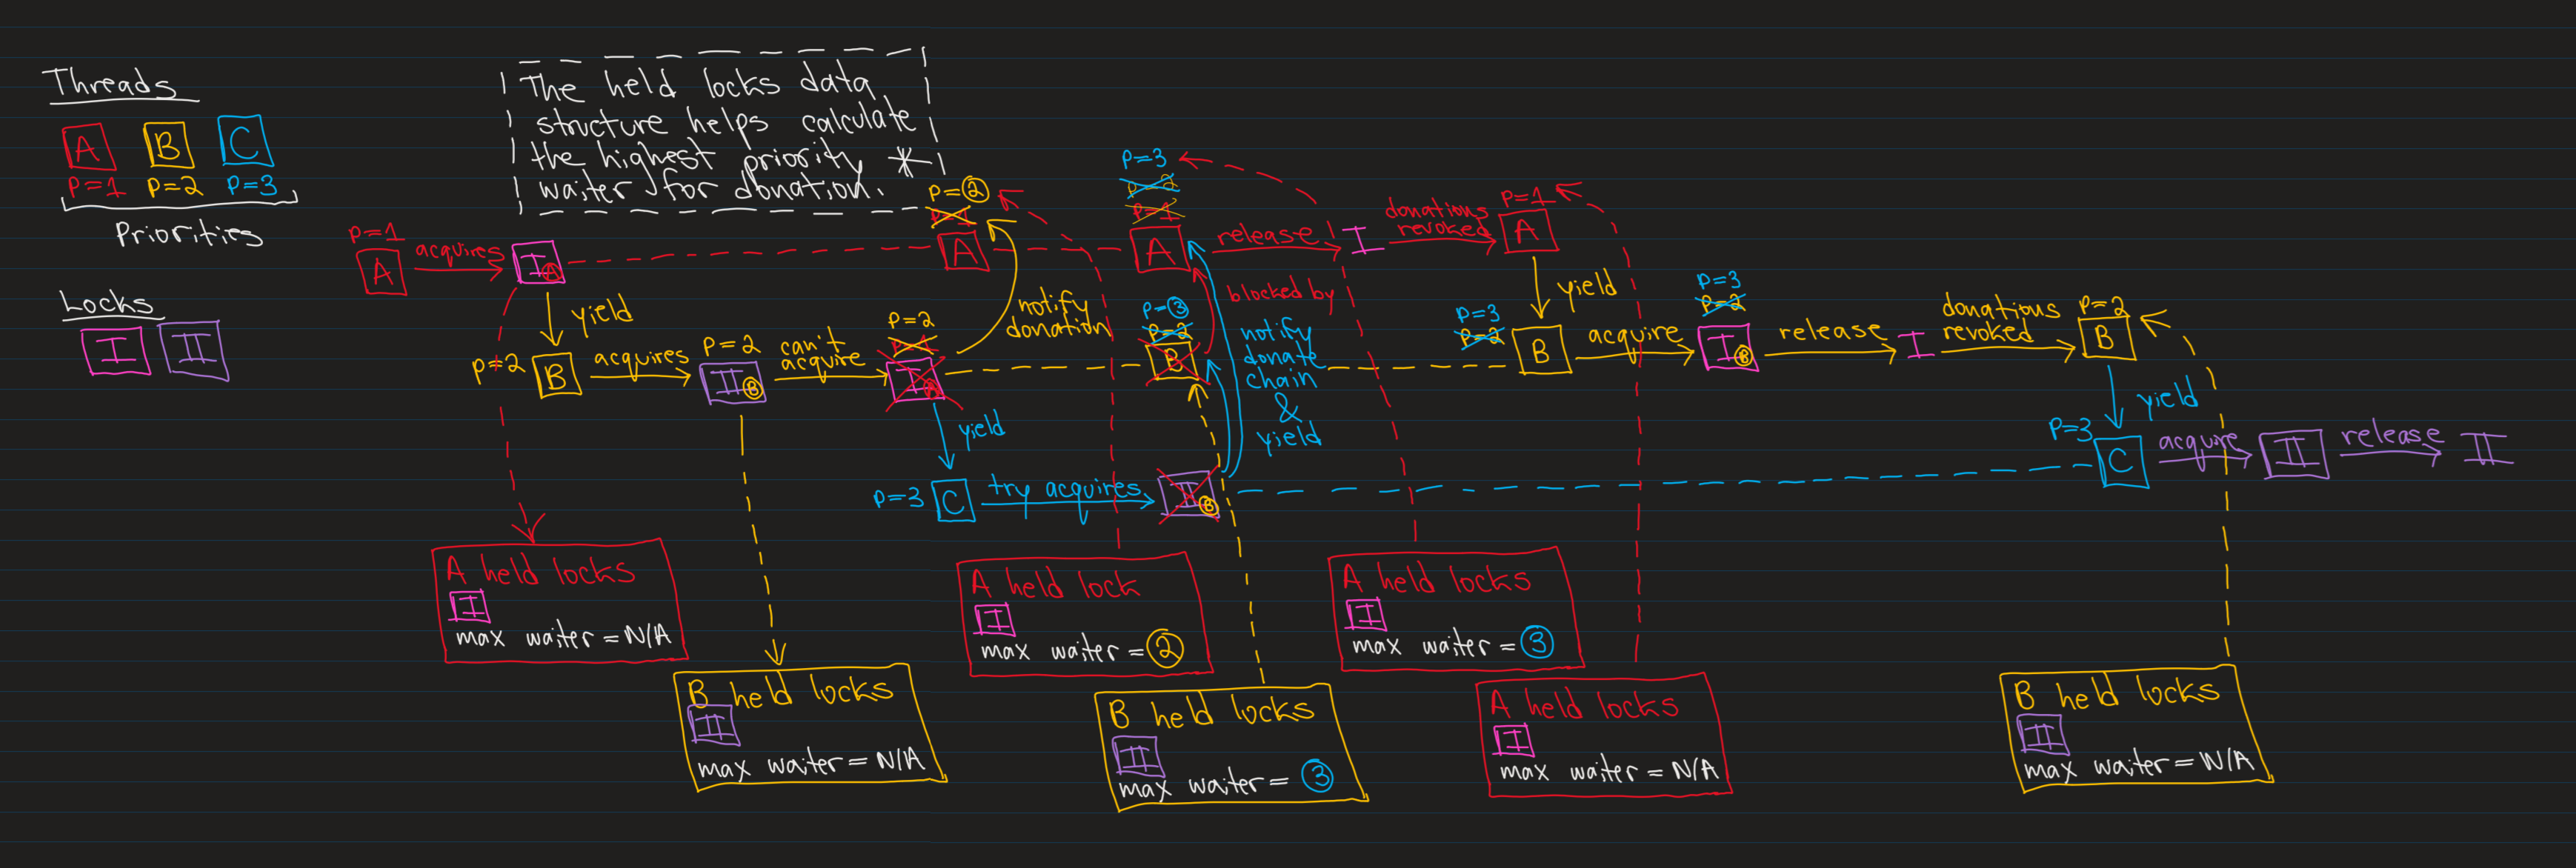 Threads
A B C
P=1 P=2 P=3
Priorities
Locks
I II
The held locks data
structure helps calculate
the highest priority *
waiter for donation.
P=1
A
acquires
I A
yield
P=2
B
acquires
P=2
II B
can't
acquire
P=2
P=1
I A
notify
donation
P=2
P=1
A
yield
P=3
C
try acquires
II B
notify
donate
chain
&
yield
P=3
P=2
B
blocked by
P=3
P=2
P=1
A
release
I
donations
revoked
P=1
A
yield
P=3
P=2
B
acquire
P=3
P=2
I B
release
I
donations
revoked
P=2
B
yield
P=3
C
acquire
II
release
II
A held locks
I
max waiter = N/A
B held locks
II
max waiter = N/A
A held lock
I
max waiter = 2
B held locks
II
max waiter = 3
A held locks
I
max waiter = 3
A held locks
I
max waiter = N/A
B held locks
II
max waiter = N/A